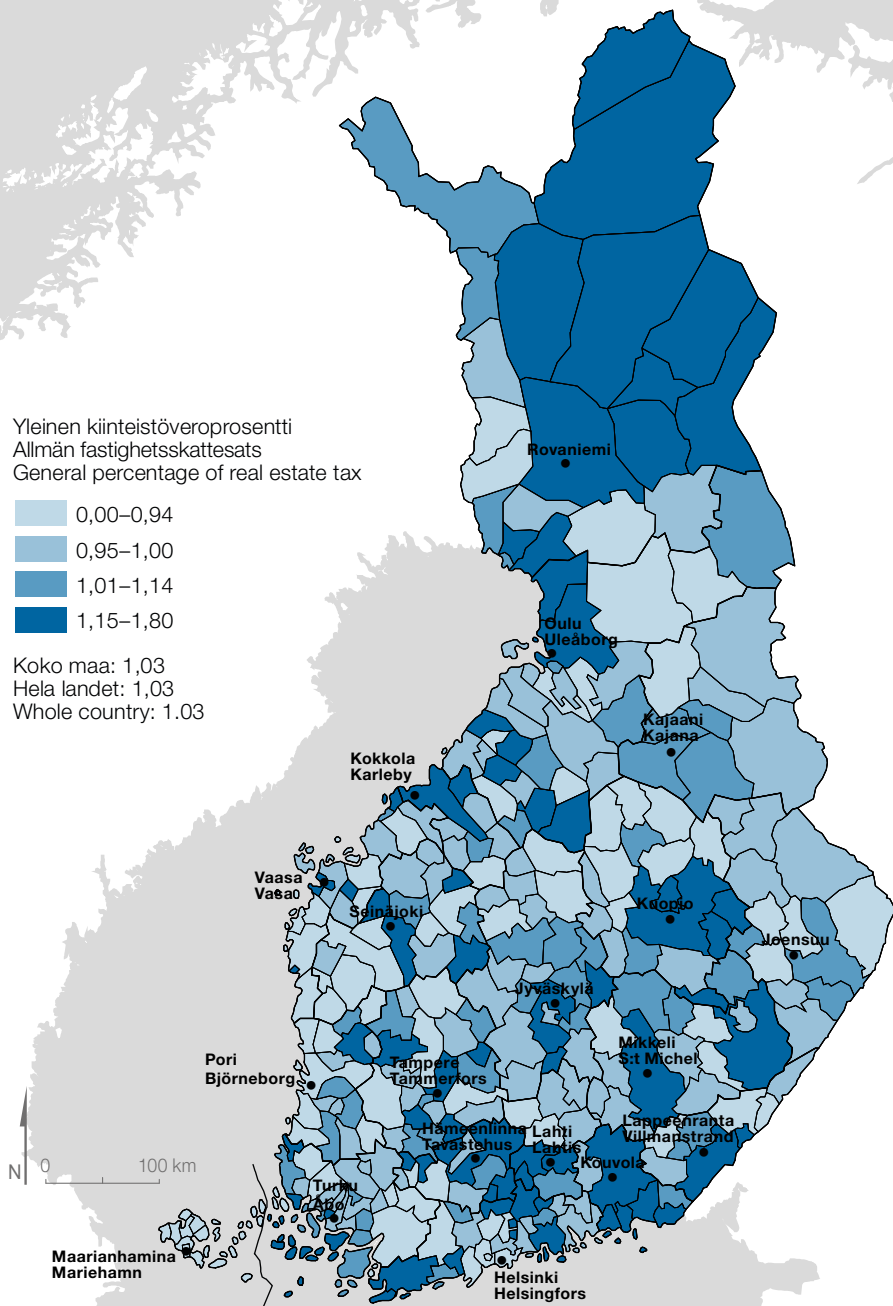 Yleinen kiinteistöveroprosentti
Allmän fastighetsskattesats
General percentage of real estate tax
0,00–0,94
0,95–1,00
1,01–1,14
1,15–1,80
Koko maa: 1,03
Hela landet: 1,03
Whole country: 1.03
Rovaniemi
Oulu
Uleåborg
Kajaani
Kajana
Kokkola
Karleby
Vaasa
Vasa
Seinäjoki
Kuopio
Joensuu
Jyväskylä
Mikkeli
S:t Michel
Pori
Björneborg
Tampere
Tammerfors
Hämeenlinna
Tavastehus
Lahti
Lahtis
Lappeenranta
Villmanstrand
Kouvola
Turku
Åbo
N
0 100 km
Maarianhamina
Mariehamn
Helsinki
Helsingfors